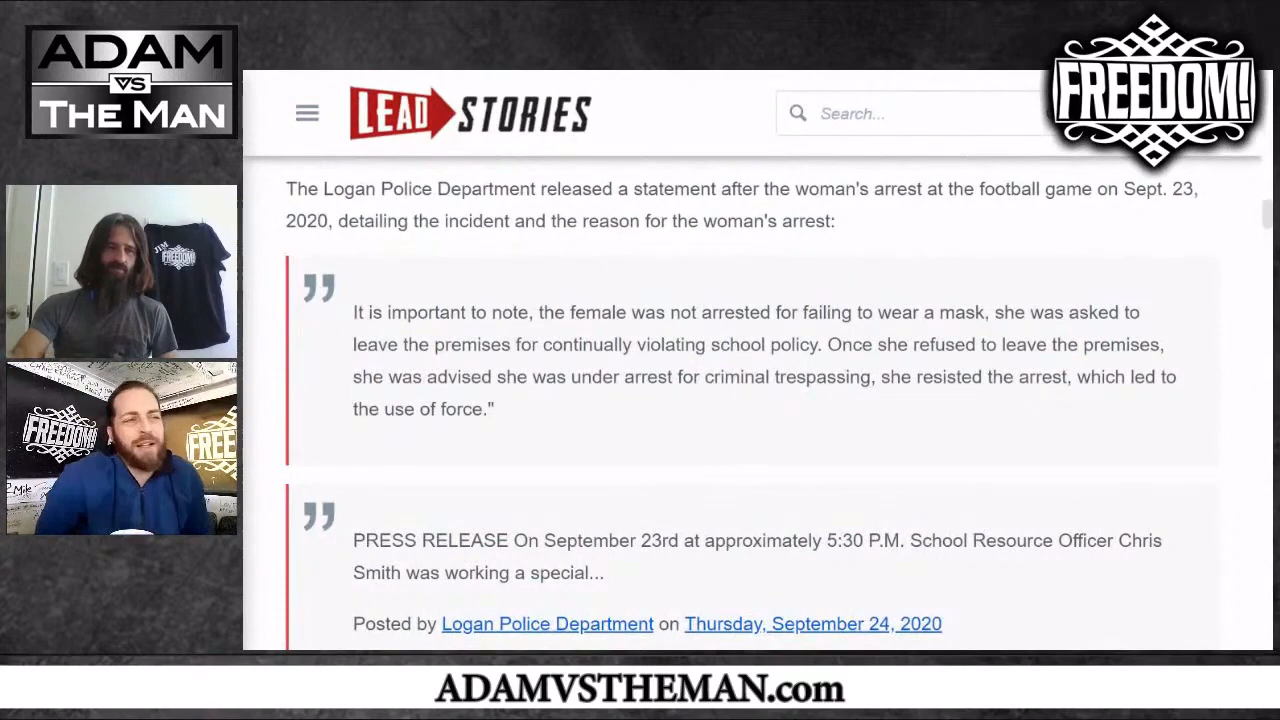 ADAM
VS
THE MAN
FREEDOM!
LEAD STORIES
Search...
The Logan Police Department released a statement after the woman's arrest at the football game on Sept. 23,
2020, detailing the incident and the reason for the woman's arrest:
It is important to note, the female was not arrested for failing to wear a mask, she was asked to
leave the premises for continually violating school policy. Once she refused to leave the premises,
she was advised she was under arrest for criminal trespassing, she resisted the arrest, which led to
the use of force."
PRESS RELEASE On September 23rd at approximately 5:30 P.M. School Resource Officer Chris
Smith was working a special...
Posted by Logan Police Department on Thursday, September 24, 2020
JIM
FREEDOM!
FREEDOM!
FREE
ADAMVSTHEMAN.com